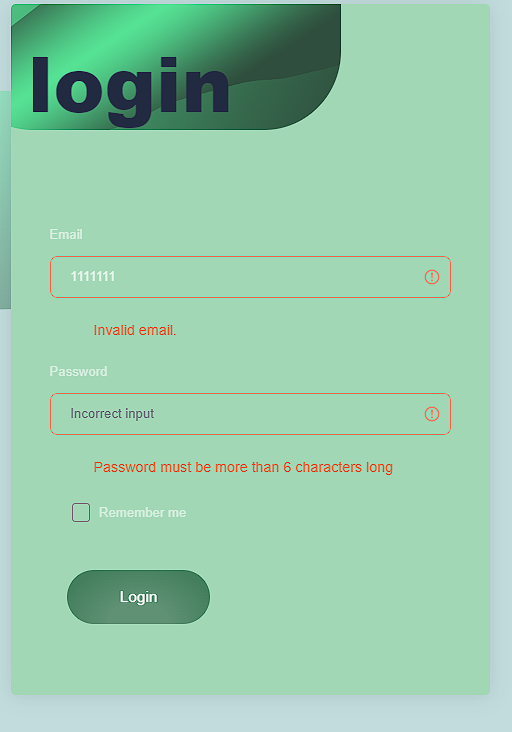 login
Email
1111111
Invalid email.
Password
Incorrect input
Password must be more than 6 characters long
Remember me
Login